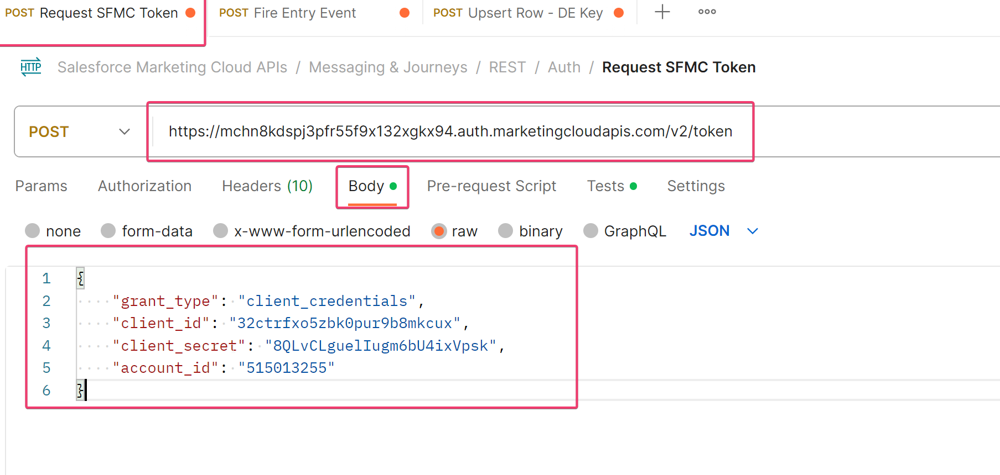 POST Request SFMC Token POST Fire Entry Event POST Upsert Row - DE Key
HTTP Salesforce Marketing Cloud APIs / Messaging & Journeys / REST / Auth / Request SFMC Token
POST https://mchn8kdspj3pfr55f9x132xgkx94.auth.marketingcloudapis.com/v2/token
Params Authorization Headers (10) Body Pre-request Script Tests Settings
none form-data x-www-form-urlencoded raw binary GraphQL JSON
1 {
2 "grant_type": "client_credentials",
3 "client_id": "32ctrfxo5zbk0pur9b8mkcux",
4 "client_secret": "8QLvCLguelIugm6bU4ixVpsk",
5 "account_id": "515013255"
6 }